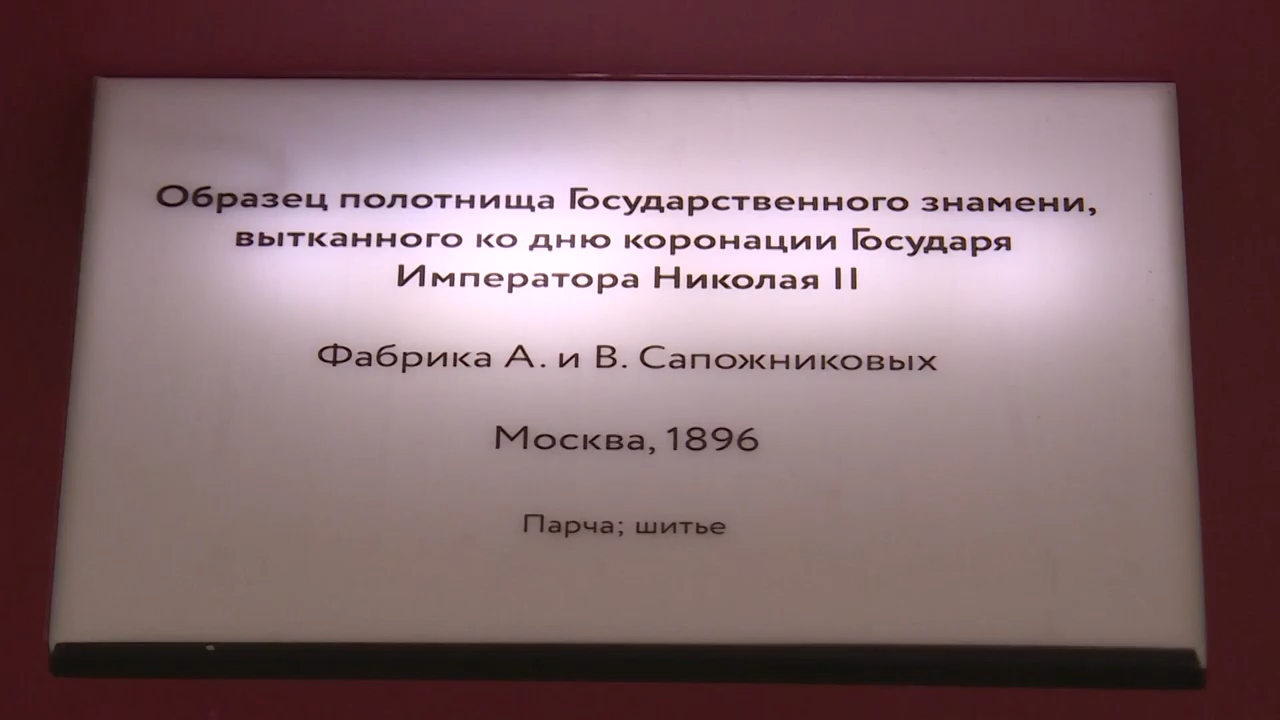 Образец полотнища Государственного знамени,
вытканного ко дню коронации Государя
Императора Николая II
Фабрика А. и В. Сапожниковых
Москва, 1896
Парча; шитье